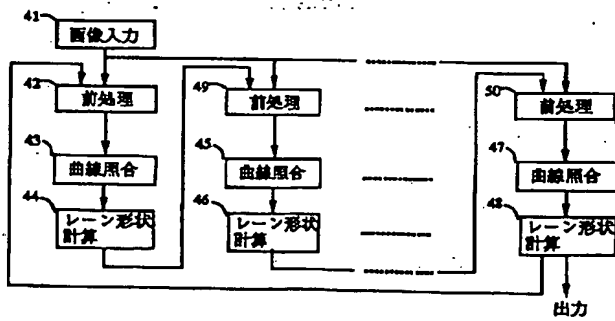 41
画像入力
42
前処理
49
前処理
50
前処理
43
曲線照合
45
曲線照合
47
曲線照合
44
レーン形状
計算
46
レーン形状
計算
48
レーン形状
計算
出力